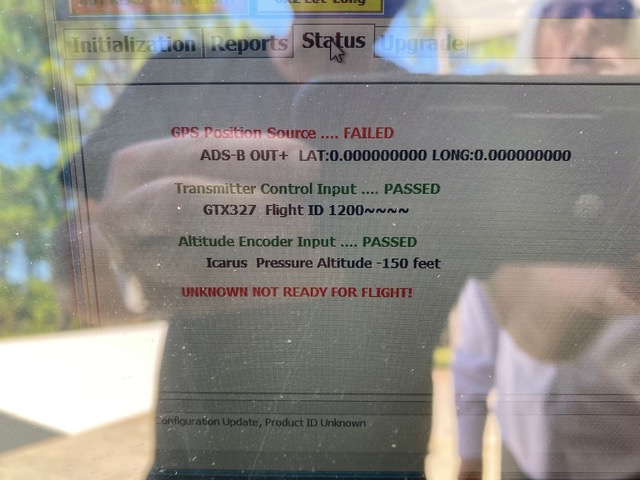 Initialization Reports Status Upgrade
GPS Position Source .... FAILED
ADS-B OUT+ LAT:0.000000000 LONG:0.000000000
Transmitter Control Input .... PASSED
GTX327 Flight ID 1200~~~~
Altitude Encoder Input .... PASSED
Icarus Pressure Altitude -150 feet
UNKNOWN NOT READY FOR FLIGHT!
Configuration Update, Product ID Unknown